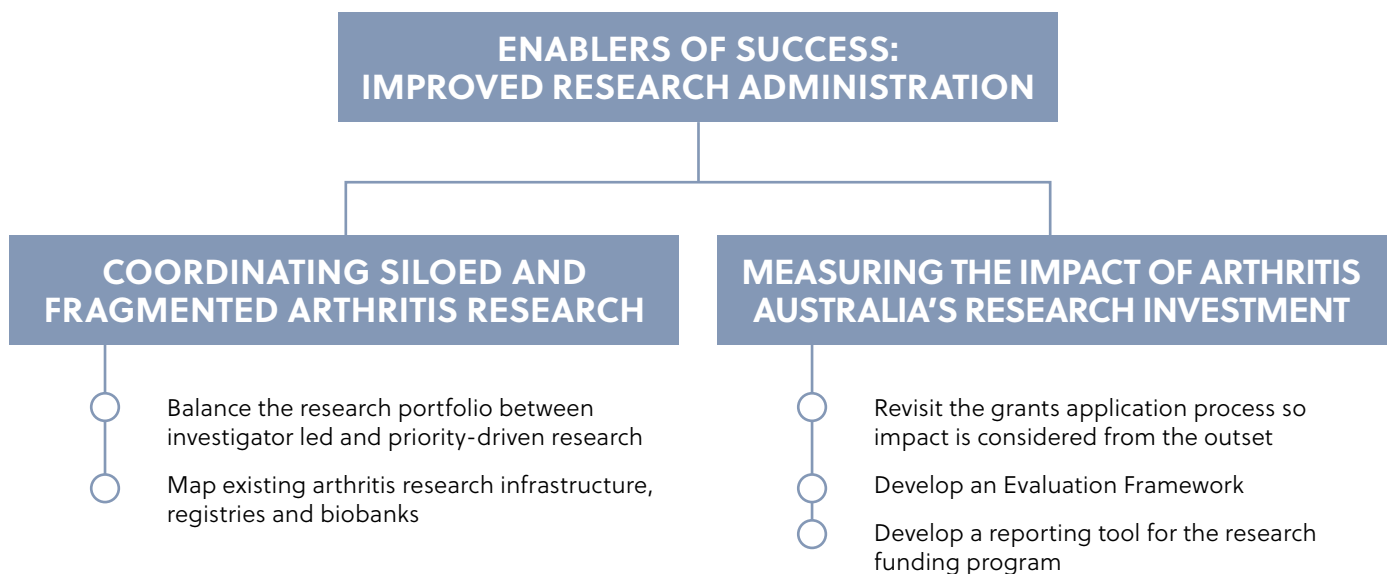 ENABLERS OF SUCCESS:
IMPROVED RESEARCH ADMINISTRATION
COORDINATING SILOED AND
FRAGMENTED ARTHRITIS RESEARCH
Balance the research portfolio between
investigator led and priority-driven research
Map existing arthritis research infrastructure,
registries and biobanks
MEASURING THE IMPACT OF ARTHRITIS
AUSTRALIA’S RESEARCH INVESTMENT
Revisit the grants application process so
impact is considered from the outset
Develop an Evaluation Framework
Develop a reporting tool for the research
funding program